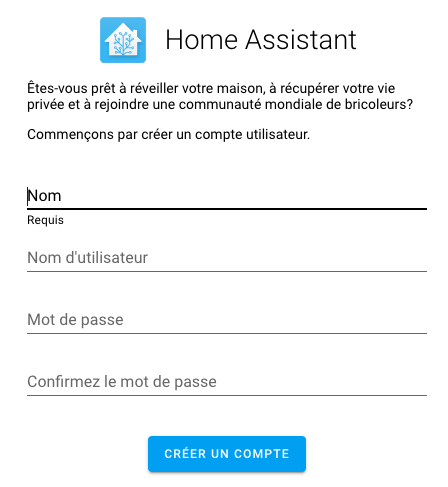 Home Assistant
Êtes-vous prêt à réveiller votre maison, à récupérer votre vie
privée et à rejoindre une communauté mondiale de bricoleurs?
Commençons par créer un compte utilisateur.
Nom
Requis
Nom d'utilisateur
Mot de passe
Confirmez le mot de passe
CRÉER UN COMPTE